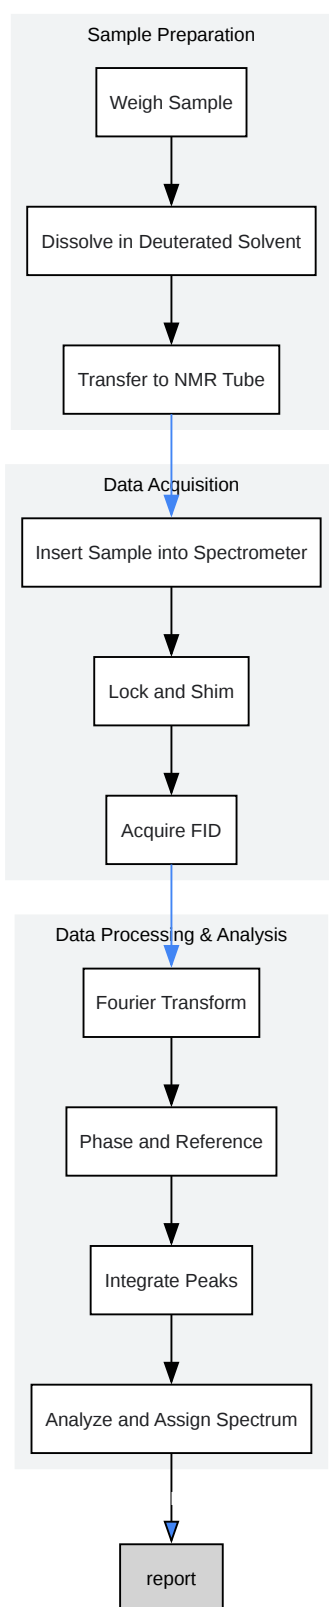 Sample Preparation
Weigh Sample
Dissolve in Deuterated Solvent
Transfer to NMR Tube
Data Acquisition
Insert Sample into Spectrometer
Lock and Shim
Acquire FID
Data Processing & Analysis
Fourier Transform
Phase and Reference
Integrate Peaks
Analyze and Assign Spectrum
report